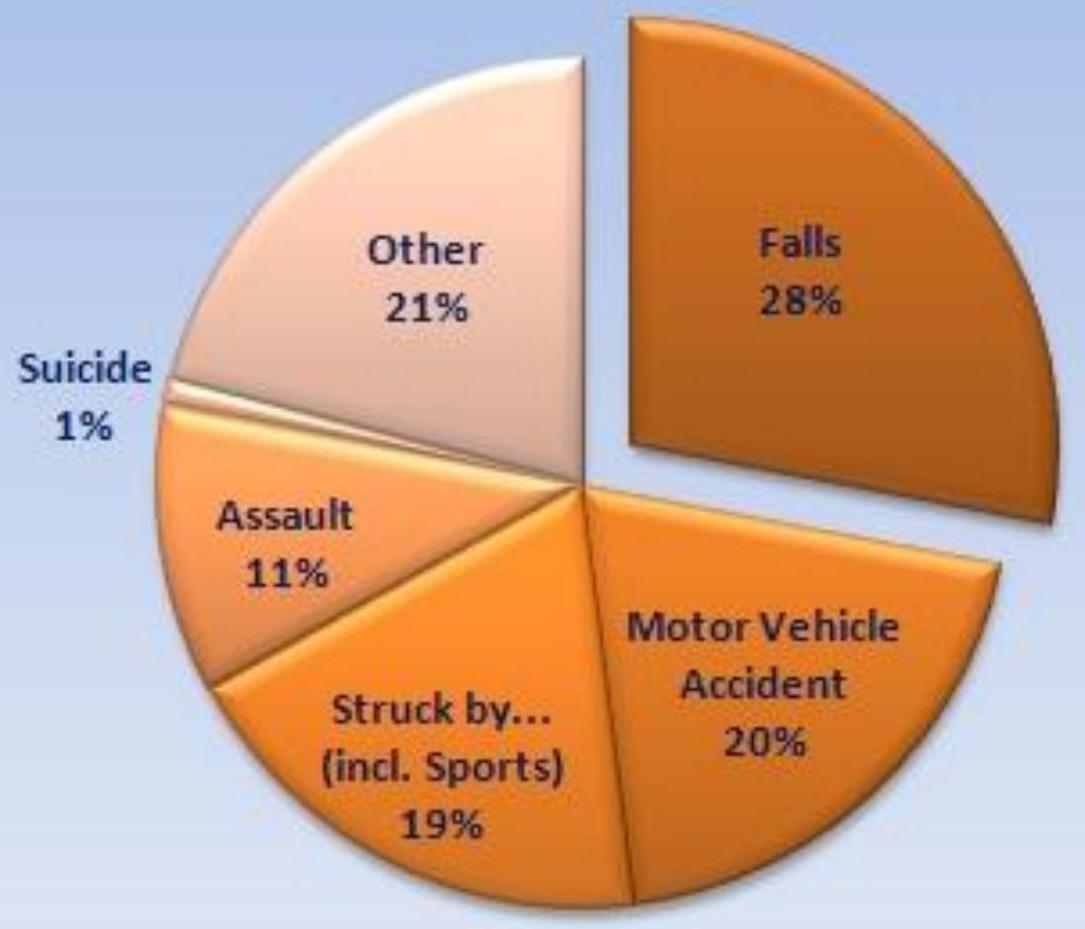 Falls
28%
Other
21%
Suicide
1%
Assault
11%
Motor Vehicle
Accident
20%
Struck by...
(incl. Sports)
19%